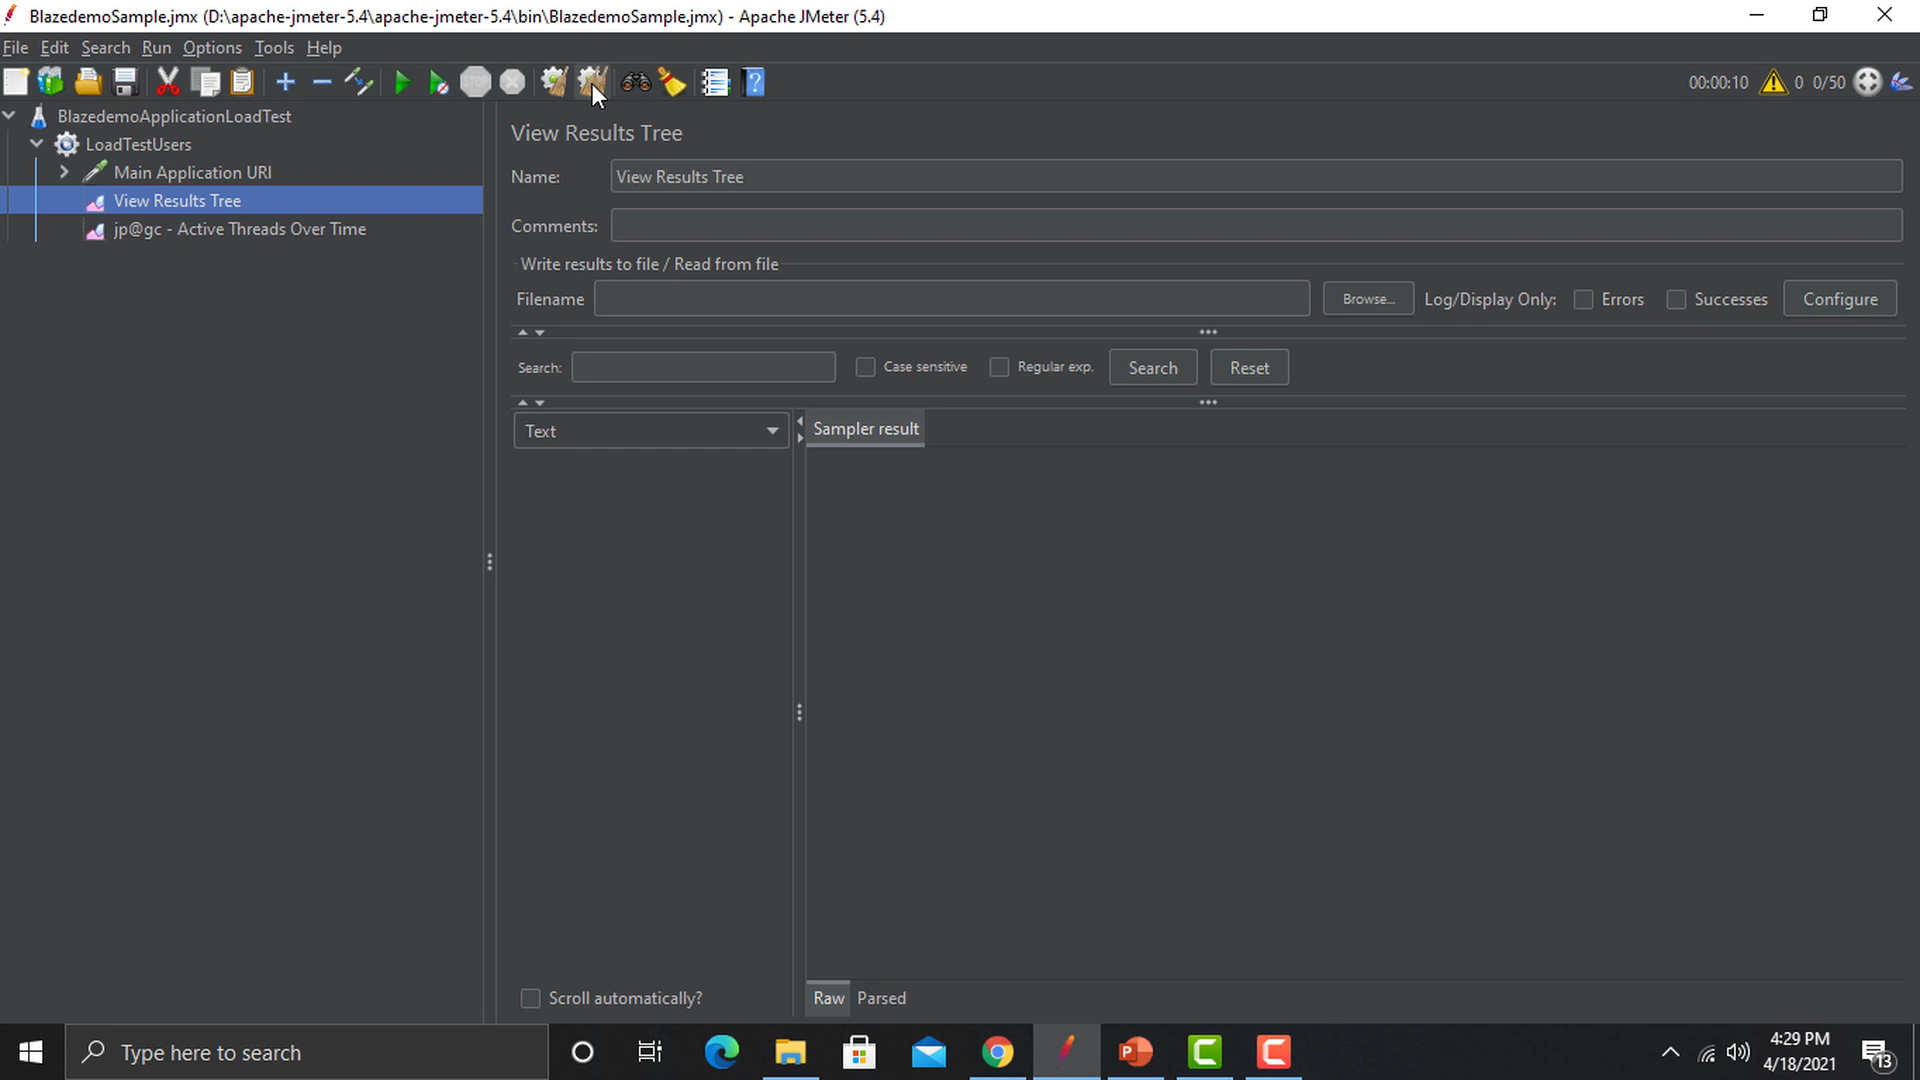 BlazedemoSample.jmx (D:\apache-jmeter-5.4\apache-jmeter-5.4\bin\BlazedemoSample.jmx) - Apache JMeter (5.4)
File Edit Search Run Options Tools Help
STOP
00:00:10 0 0/50
BlazedemoApplicationLoadTest
LoadTestUsers
Main Application URI
View Results Tree
jp@gc - Active Threads Over Time
View Results Tree
Name: View Results Tree
Comments:
Write results to file / Read from file
Filename Browse... Log/Display Only: Errors Successes Configure
Search: Case sensitive Regular exp. Search Reset
Text Sampler result
Scroll automatically? Raw Parsed
Type here to search
4:29 PM
4/18/2021
13